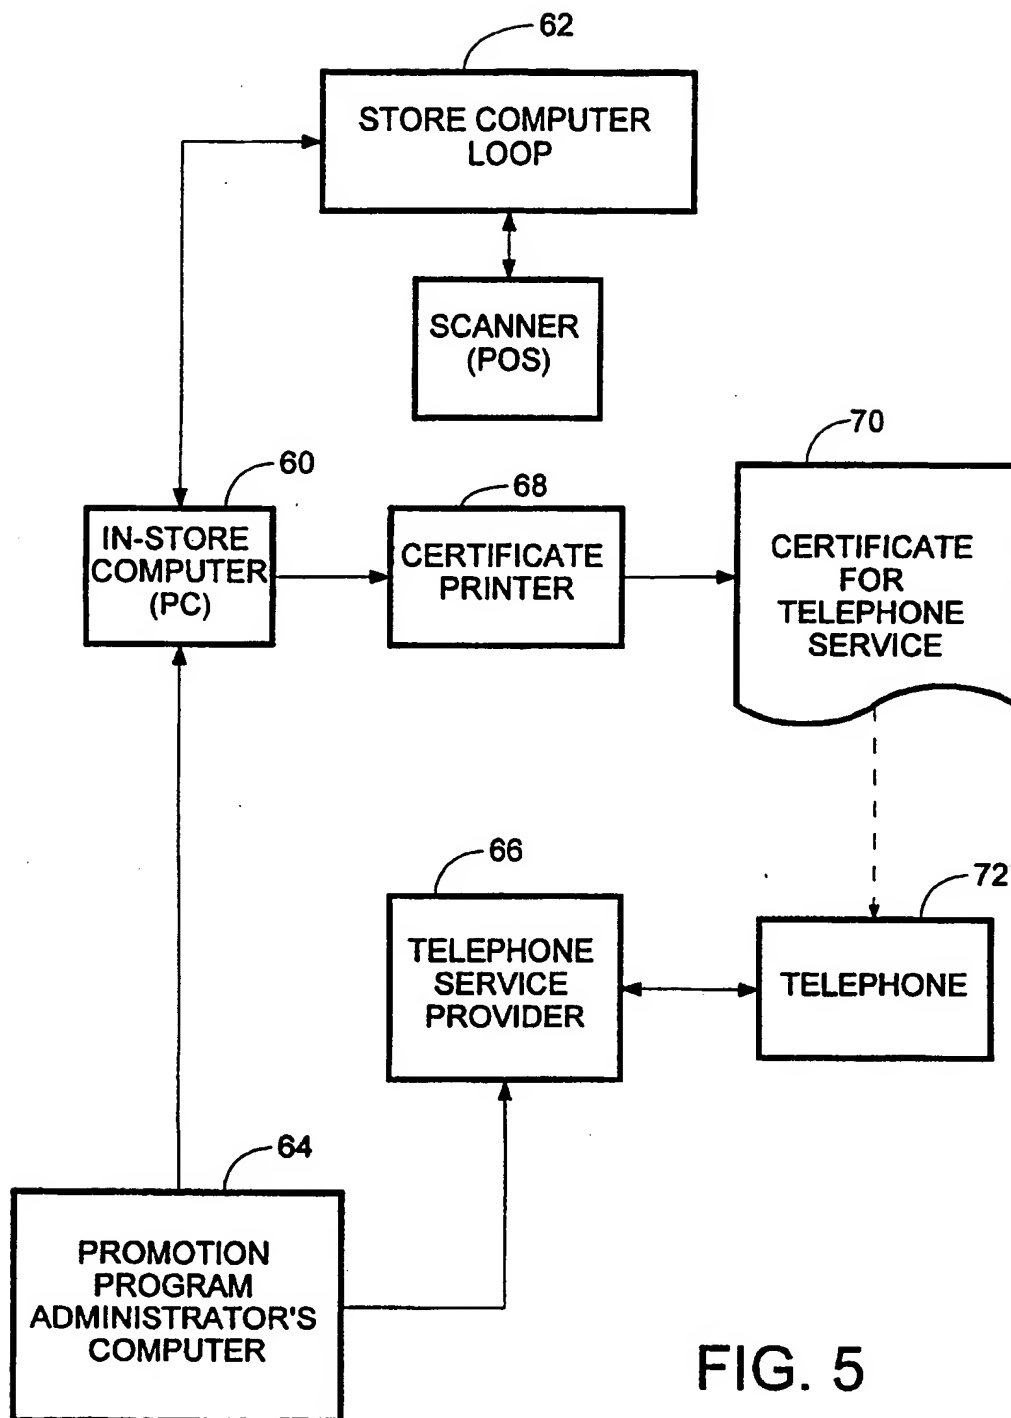 62
STORE COMPUTER
LOOP
SCANNER
(POS)
60
IN-STORE
COMPUTER
(PC)
68
CERTIFICATE
PRINTER
70
CERTIFICATE
FOR
TELEPHONE
SERVICE
66
TELEPHONE
SERVICE
PROVIDER
72
TELEPHONE
64
PROMOTION
PROGRAM
ADMINISTRATOR'S
COMPUTER
FIG. 5